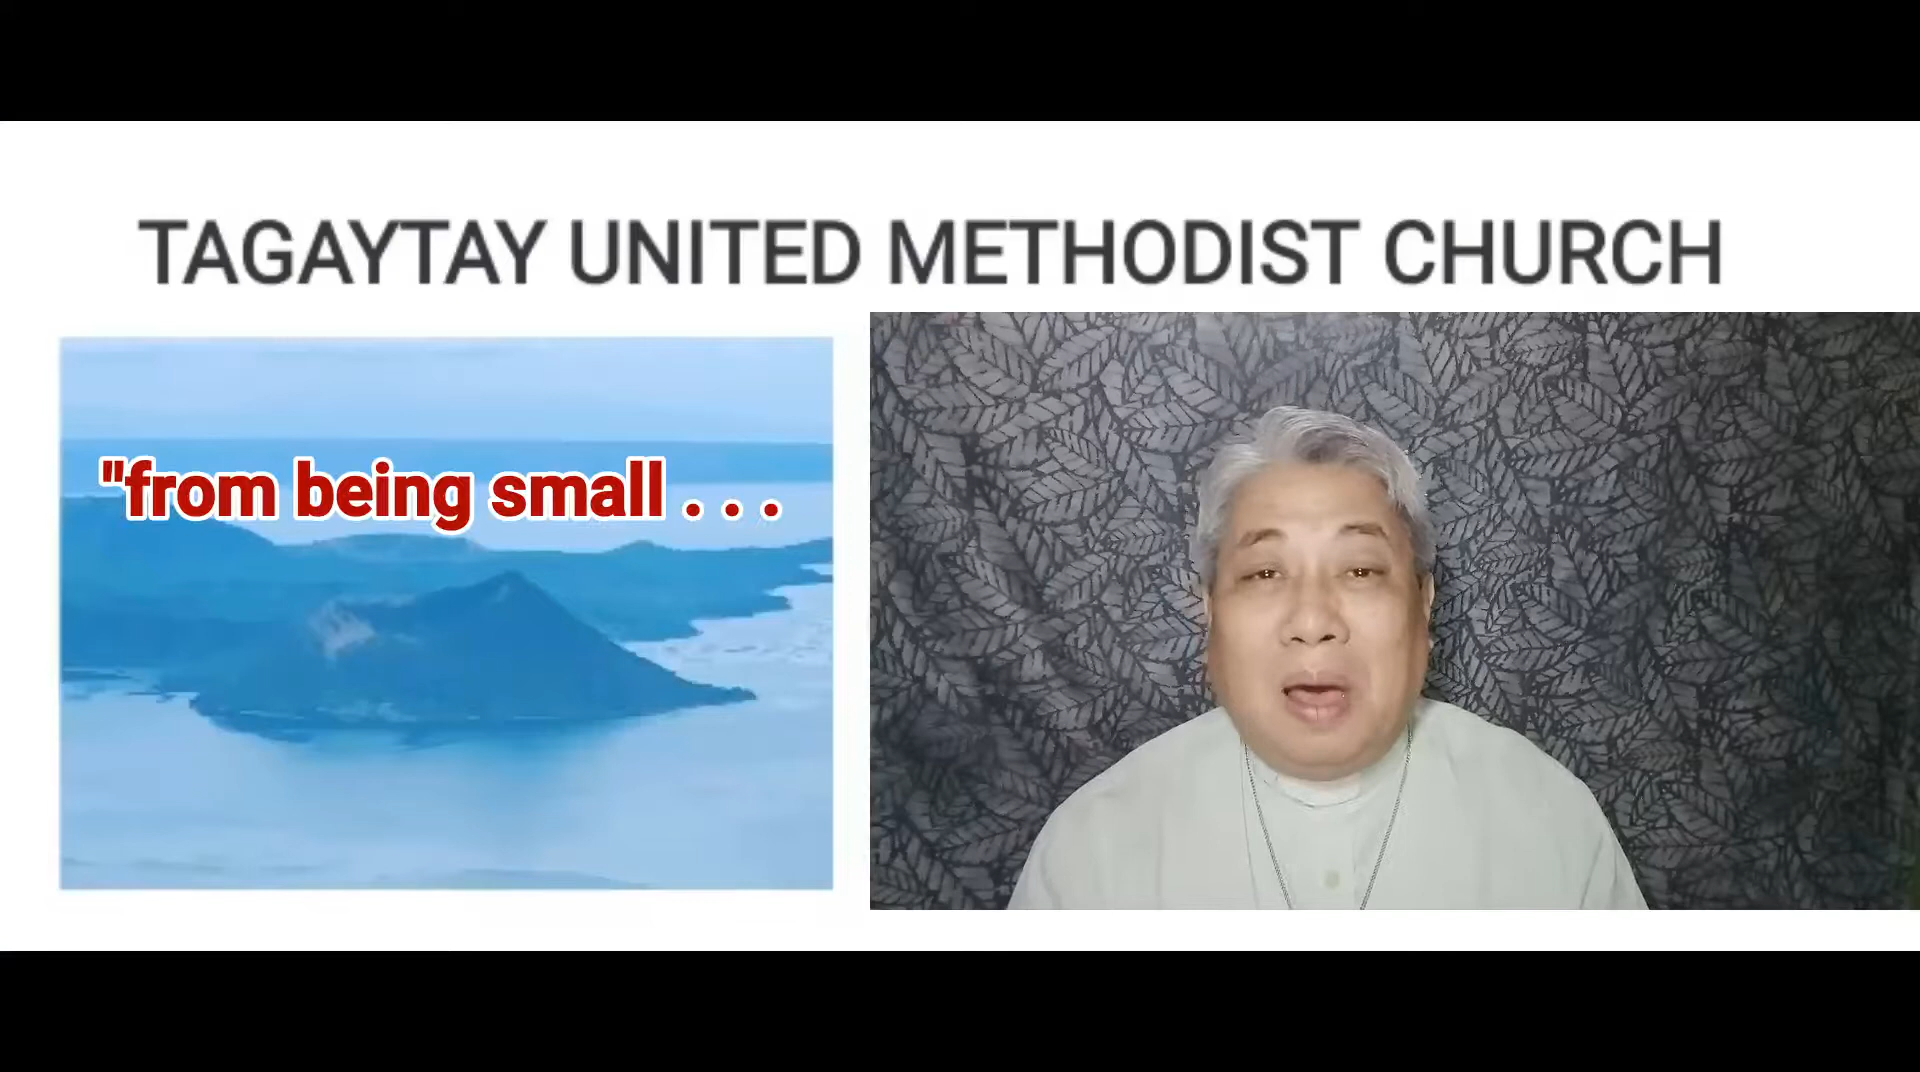 TAGAYTAY UNITED METHODIST CHURCH
"from being small . . .